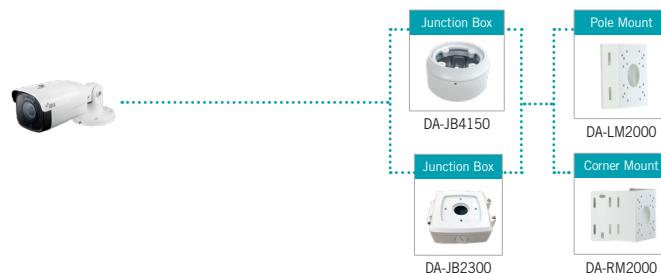 Junction Box
Pole Mount
DA-JB4150
DA-LM2000
Junction Box
Corner Mount
DA-JB2300
DA-RM2000